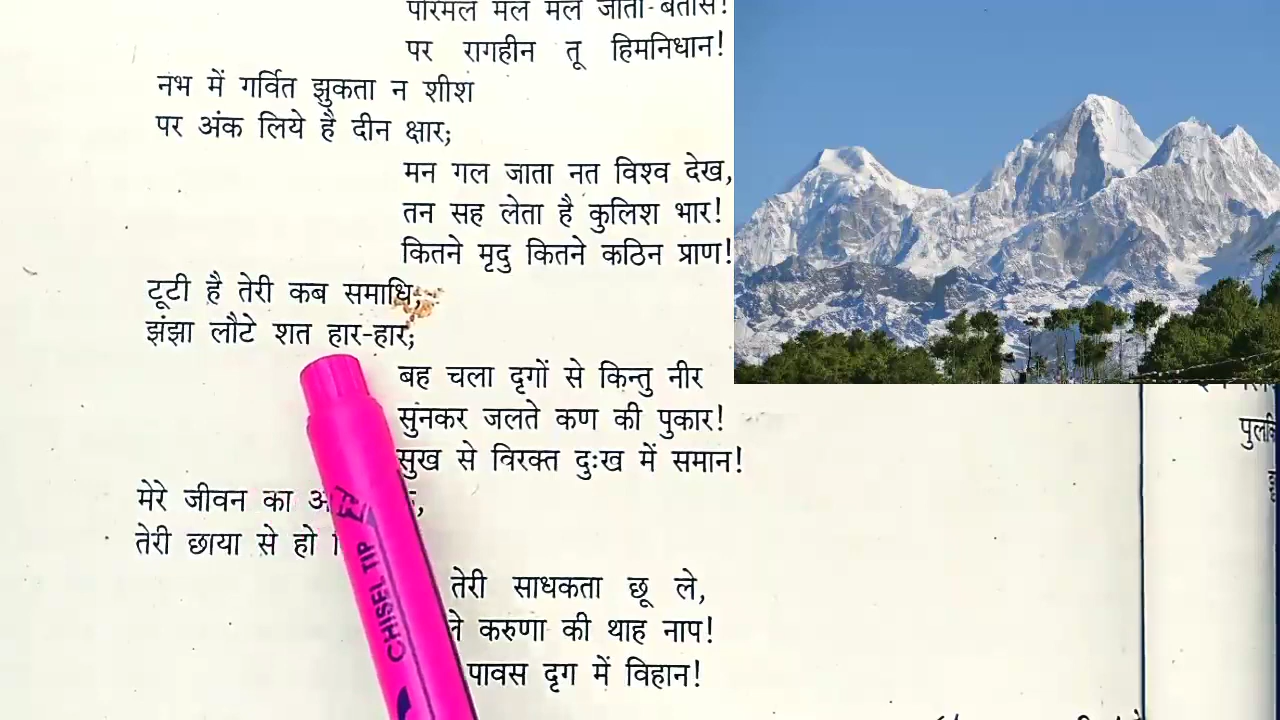 परिमल मल मल जाता बतास!
पर रागहीन तू हिमनिधान!
नभ में गर्वित झुकता न शीश
पर अंक लिये है दीन क्षार;
मन गल जाता नत विश्व देख,
तन सह लेता है कुलिश भार!
कितने मृदु कितने कठिन प्राण!
टूटी है तेरी कब समाधि,
झंझा लौटे शत हार-हार;
बह चला दृगों से किन्तु नीर
सुनकर जलते कण की पुकार!
सुख से विरक्त दुःख में समान!
मेरे जीवन का
तेरी छाया से हो
तेरी साधकता छू ले,
करुणा की थाह नाप!
पावस दृग में विहान!
CHISEL TIP